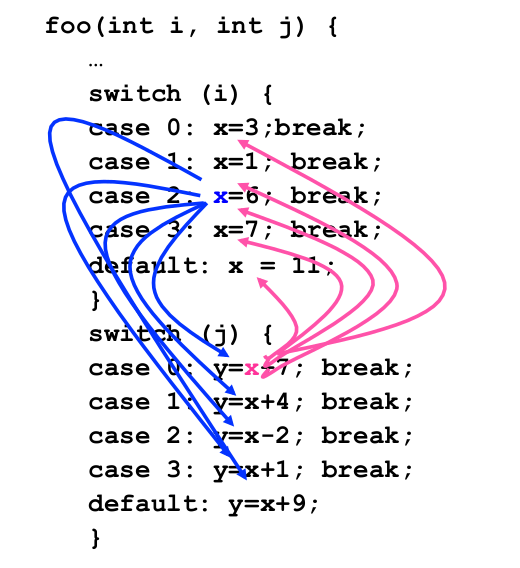 foo(int i, int j) {
…
switch (i) {
case 0: x=3;break;
case 1: x=1; break;
case 2: x=6; break;
case 3: x=7; break;
default: x = 11;
}
switch (j) {
case 0: y=x+7; break;
case 1: y=x+4; break;
case 2: y=x-2; break;
case 3: y=x+1; break;
default: y=x+9;
}